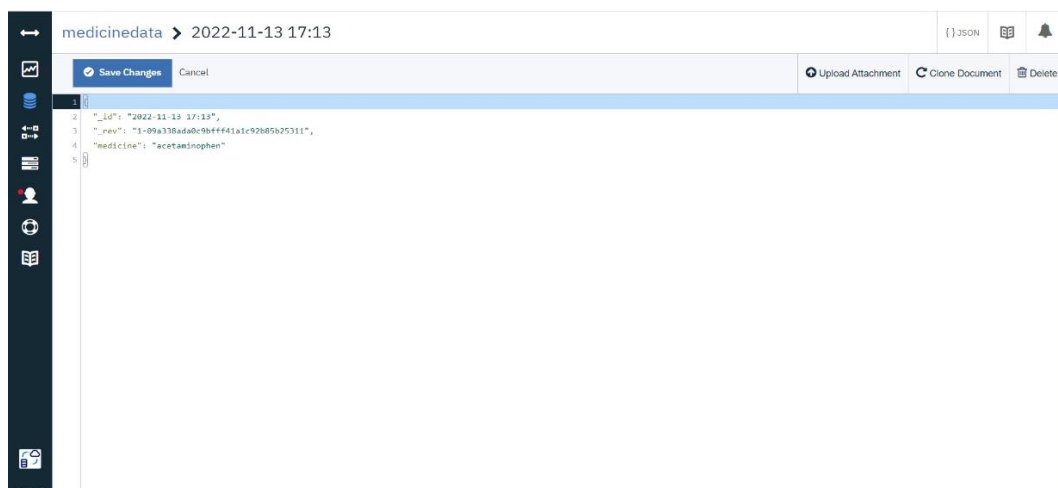 medicinedata > 2022-11-13 17:13
{ } JSON
Save Changes Cancel
Upload Attachment Clone Document Delete
1 {
2 "_id": "2022-11-13 17:13",
3 "_rev": "1-09a338ada0c9bfff41a1c92b85b25311",
4 "medicine": "acetaminophen"
5 }